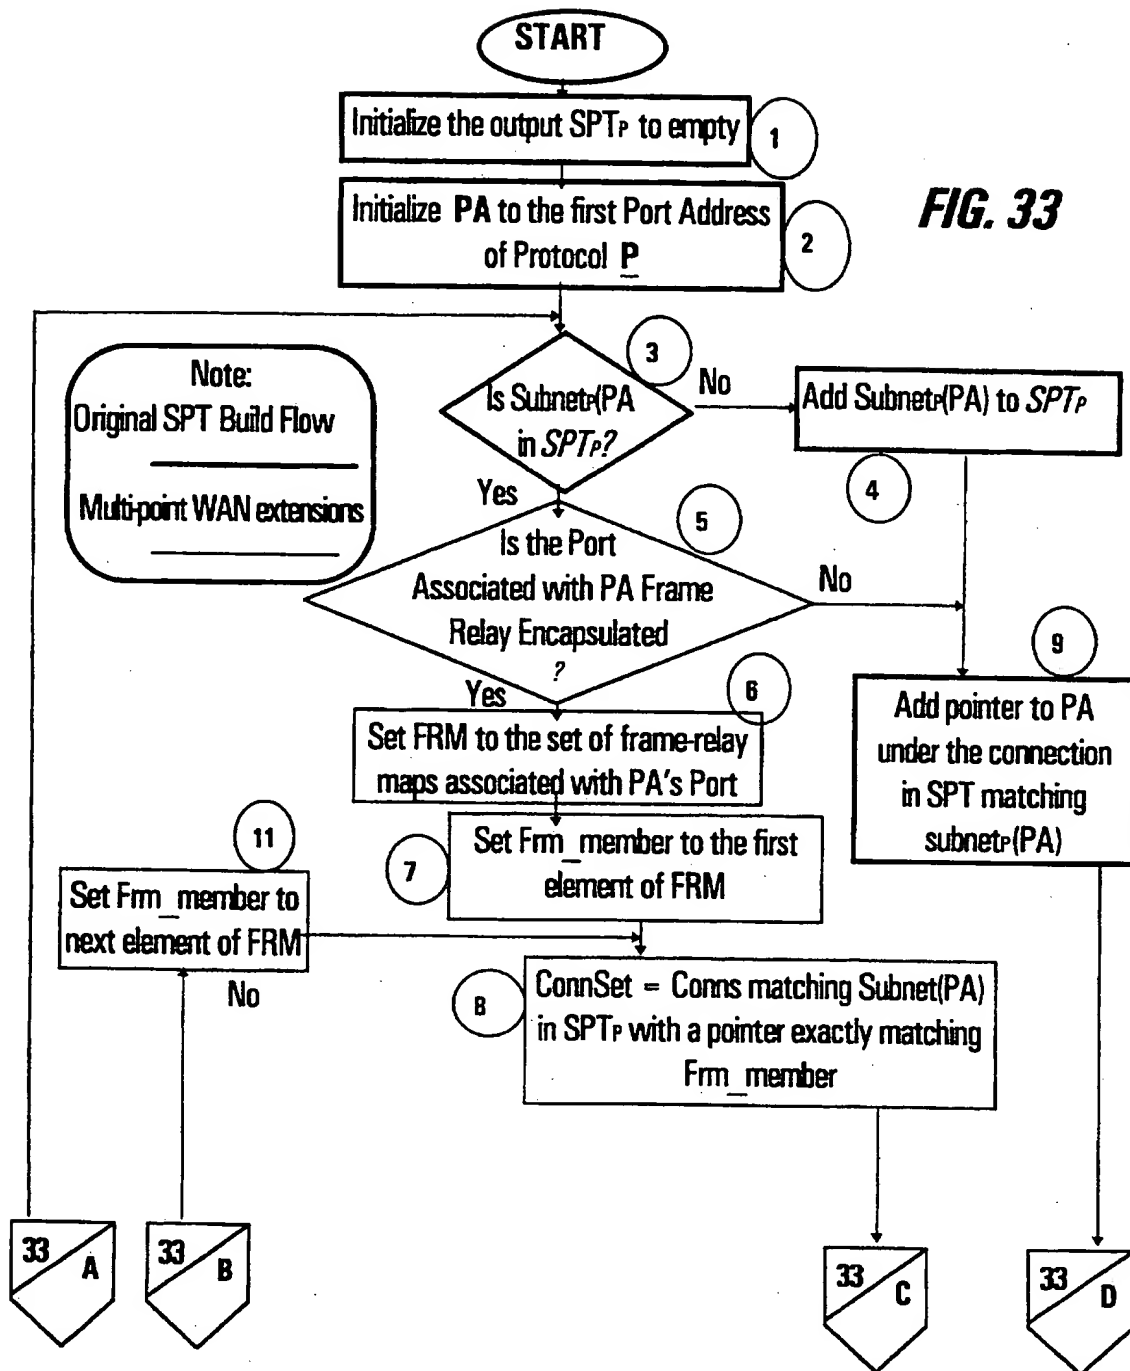 START
Initialize the output SPTP to empty
1
Initialize PA to the first Port Address
of Protocol P
2
FIG. 33
Note:
Original SPT Build Flow
Multi-point WAN extensions
3
Is SubnetP(PA
in SPTP?
No
Add SubnetP(PA) to SPTP
4
Yes
5
Is the Port
Associated with PA Frame
Relay Encapsulated
?
No
Yes
6
Set FRM to the set of frame-relay
maps associated with PA's Port
9
Add pointer to PA
under the connection
in SPT matching
subnetP(PA)
7
Set Frm_member to the first
element of FRM
11
Set Frm_member to
next element of FRM
No
8
ConnSet = Conns matching Subnet(PA)
in SPTP with a pointer exactly matching
Frm_member
33 A
33 B
33 C
33 D